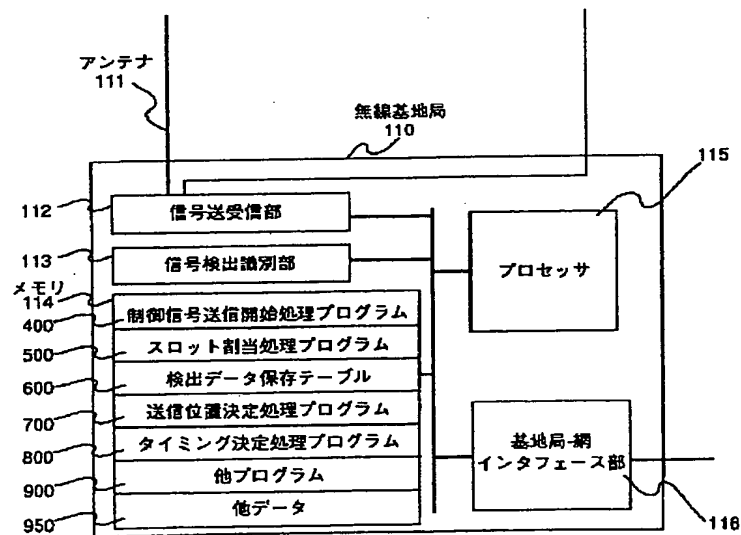 アンテナ
111
無線基地局
110
115
112
信号送受信部
113
信号検出識別部
プロセッサ
メモリ
114
400
制御信号送信開始処理プログラム
500
スロット割当処理プログラム
600
検出データ保存テーブル
700
送信位置決定処理プログラム
800
タイミング決定処理プログラム
900
他プログラム
950
他データ
基地局-網
インタフェース部
116